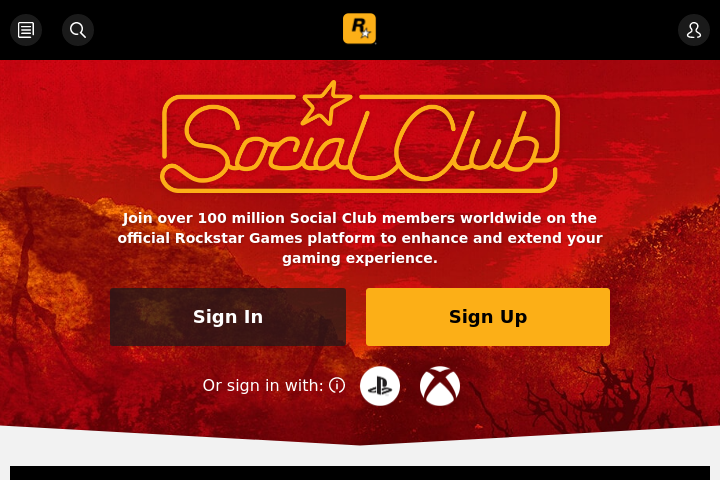 R
Social Club
Join over 100 million Social Club members worldwide on the
official Rockstar Games platform to enhance and extend your
gaming experience.
Sign In
Sign Up
Or sign in with: